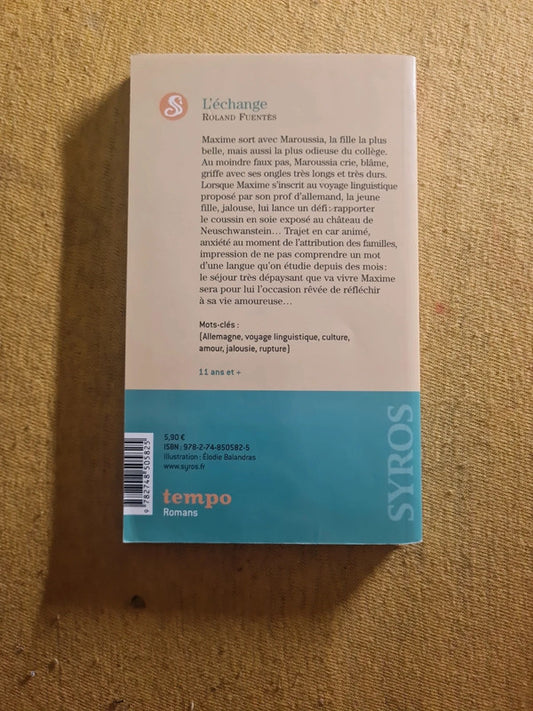 L'échange
ROLAND FUENTÈS
Maxime sort avec Maroussia, la fille la plus
belle, mais aussi la plus odieuse du collège.
Au moindre faux pas, Maroussia crie, blâme,
griffe avec ses ongles très longs et très durs.
Lorsque Maxime s'inscrit au voyage linguistique
proposé par son prof d'allemand, la jeune
fille, jalouse, lui lance un défi : rapporter
le coussin en soie exposé au château de
Neuschwanstein... Trajet en car animé,
anxiété au moment de l'attribution des familles,
impression de ne pas comprendre un mot
d'une langue qu'on étudie depuis des mois :
le séjour très dépaysant que va vivre Maxime
sera pour lui l'occasion rêvée de réfléchir
à sa vie amoureuse...
Mots-clés :
(Allemagne, voyage linguistique, culture,
amour, jalousie, rupture)
11 ans et +
5,90 €
ISBN : 978-2-74-850582-5
Illustration : Élodie Balandras
www.syros.fr
9 782748 505825
tempo
Romans
SYROS